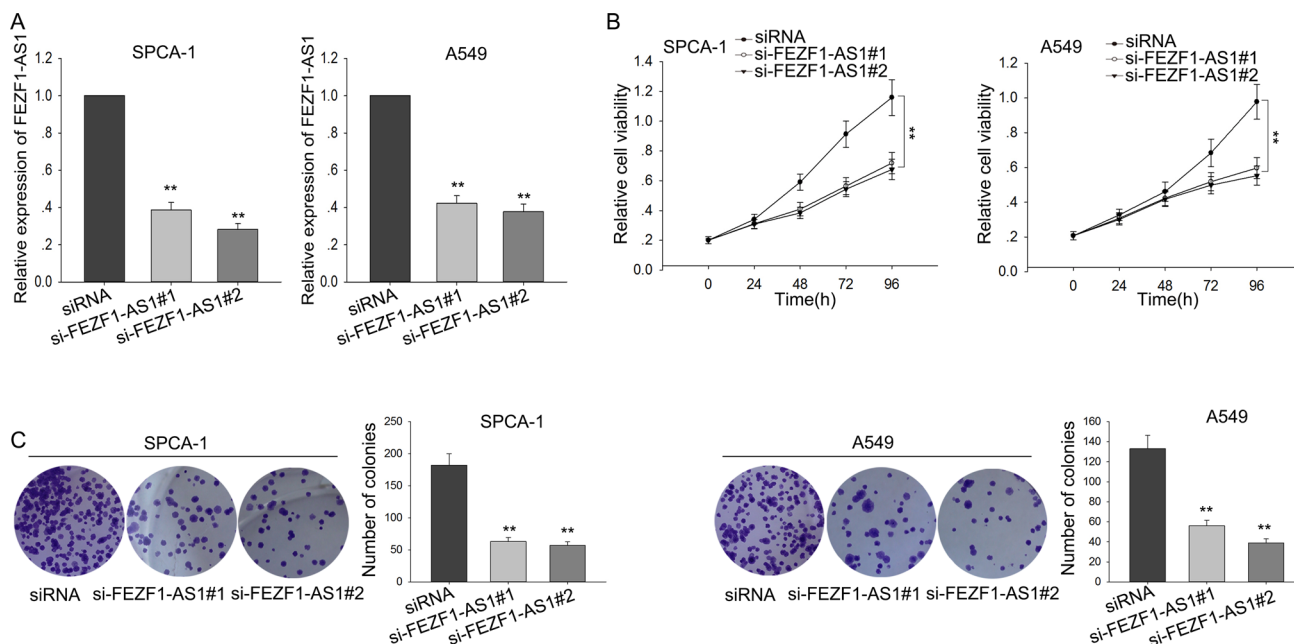 A
SPCA-1
Relative expression of FEZF1-AS1
1.0
.8
.6
.4
.2
0.0
**
**
siRNA
si-FEZF1-AS1#1
si-FEZF1-AS1#2
A549
Relative expression of FEZF1-AS1
1.0
.8
.6
.4
.2
0.0
**
**
siRNA
si-FEZF1-AS1#1
si-FEZF1-AS1#2
B
SPCA-1
siRNA
si-FEZF1-AS1#1
si-FEZF1-AS1#2
Relative cell viability
1.4
1.2
1.0
.8
.6
.4
.2
0.0
**
0 24 48 72 96
Time(h)
A549
siRNA
si-FEZF1-AS1#1
si-FEZF1-AS1#2
Relative cell viability
1.2
1.0
.8
.6
.4
.2
0.0
**
0 24 48 72 96
Time(h)
C
SPCA-1
siRNA si-FEZF1-AS1#1 si-FEZF1-AS1#2
SPCA-1
Number of colonies
250
200
150
100
50
0
**
**
siRNA
si-FEZF1-AS1#1
si-FEZF1-AS1#2
A549
siRNA si-FEZF1-AS1#1 si-FEZF1-AS1#2
A549
Number of colonies
160
140
120
100
80
60
40
20
0
**
**
siRNA
si-FEZF1-AS1#1
si-FEZF1-AS1#2